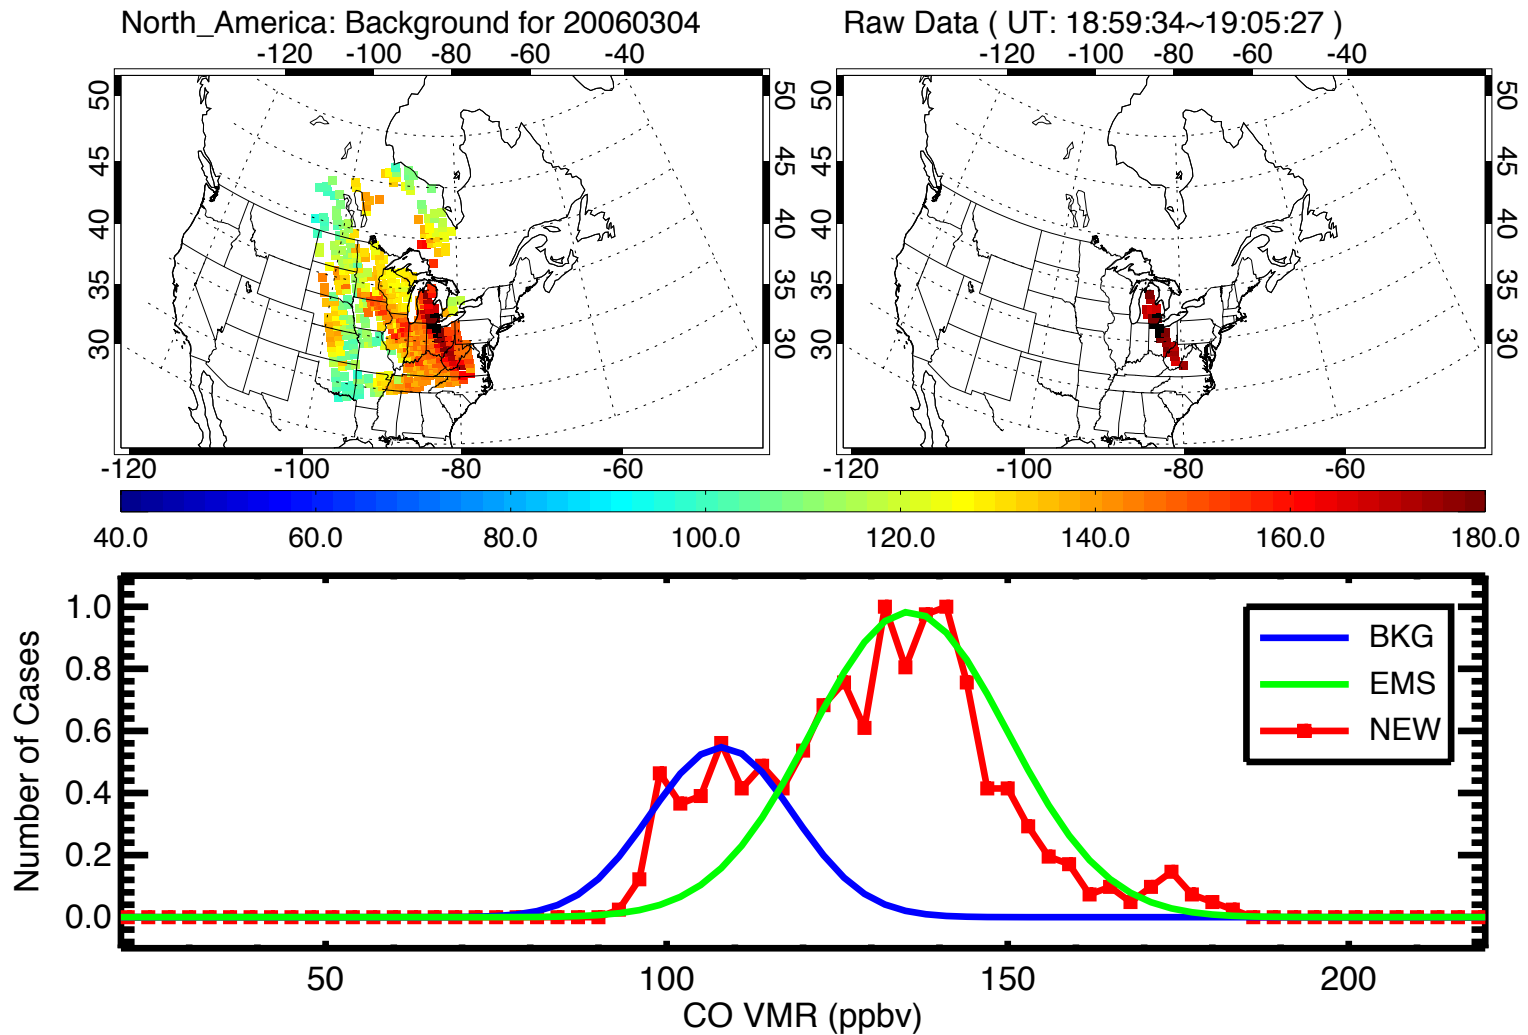 North_America: Background for 20060304
Raw Data ( UT: 18:59:34~19:05:27 )
-120 -100 -80 -60 -40
-120 -100 -80 -60 -40
50 45 40 35 30
50 45 40 35 30
50 45 40 35 30
50 45 40 35 30
-120 -100 -80 -60
-120 -100 -80 -60
40.0 60.0 80.0 100.0 120.0 140.0 160.0 180.0
Number of Cases
1.0
0.8
0.6
0.4
0.2
0.0
BKG
EMS
NEW
50 100 150 200
CO VMR (ppbv)